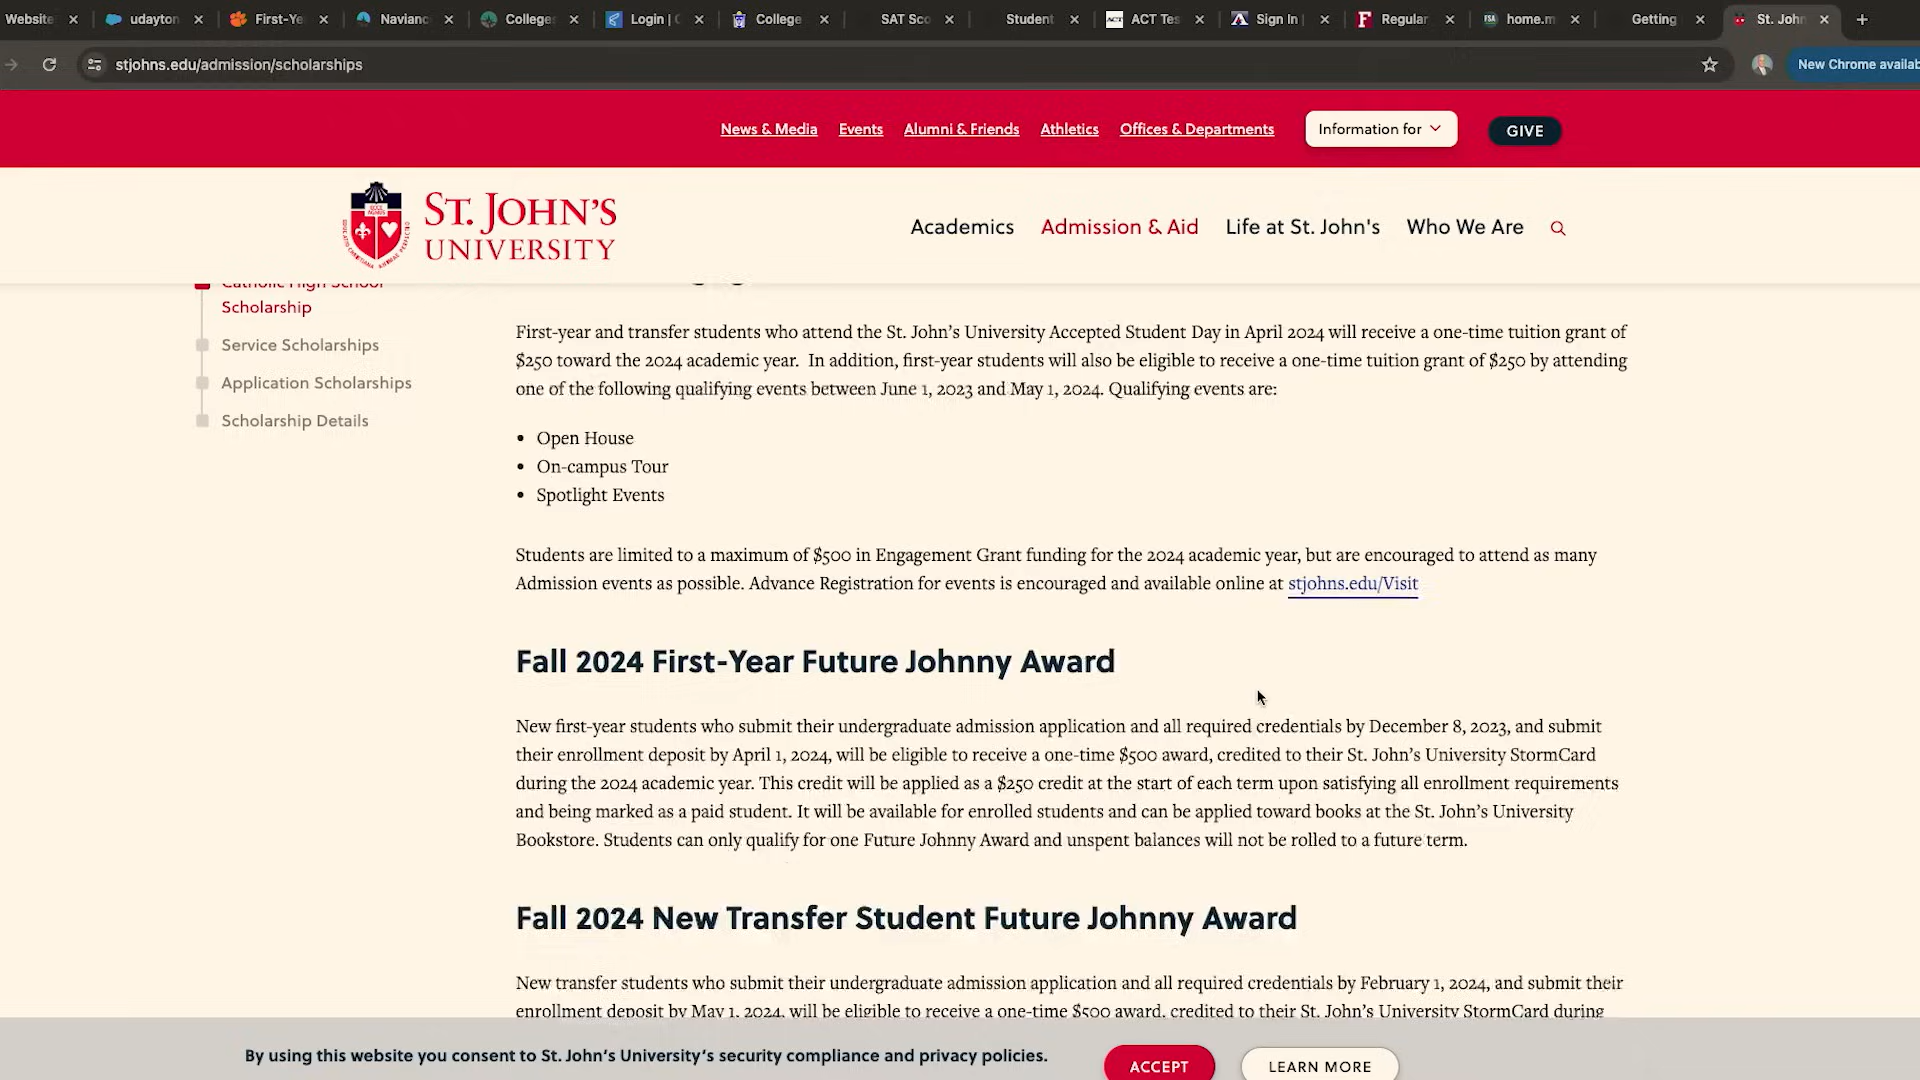 Website
udayton
First-Ye
Navianc
College
Login | C
College
SAT Sco
Student
ACT Tes
Sign In |
Regular
home.m
Getting
St. John
stjohns.edu/admission/scholarships
New Chrome availab
News & Media
Events
Alumni & Friends
Athletics
Offices & Departments
Information for
GIVE
ST. JOHN'S
UNIVERSITY
Academics
Admission & Aid
Life at St. John's
Who We Are
Catholic High School
Scholarship
Service Scholarships
Application Scholarships
Scholarship Details
First-year and transfer students who attend the St. John's University Accepted Student Day in April 2024 will receive a one-time tuition grant of
$250 toward the 2024 academic year. In addition, first-year students will also be eligible to receive a one-time tuition grant of $250 by attending
one of the following qualifying events between June 1, 2023 and May 1, 2024. Qualifying events are:
• Open House
• On-campus Tour
• Spotlight Events
Students are limited to a maximum of $500 in Engagement Grant funding for the 2024 academic year, but are encouraged to attend as many
Admission events as possible. Advance Registration for events is encouraged and available online at stjohns.edu/Visit
Fall 2024 First-Year Future Johnny Award
New first-year students who submit their undergraduate admission application and all required credentials by December 8, 2023, and submit
their enrollment deposit by April 1, 2024, will be eligible to receive a one-time $500 award, credited to their St. John's University StormCard
during the 2024 academic year. This credit will be applied as a $250 credit at the start of each term upon satisfying all enrollment requirements
and being marked as a paid student. It will be available for enrolled students and can be applied toward books at the St. John's University
Bookstore. Students can only qualify for one Future Johnny Award and unspent balances will not be rolled to a future term.
Fall 2024 New Transfer Student Future Johnny Award
New transfer students who submit their undergraduate admission application and all required credentials by February 1, 2024, and submit their
enrollment deposit by May 1, 2024, will be eligible to receive a one-time $500 award, credited to their St. John's University StormCard during
By using this website you consent to St. John's University's security compliance and privacy policies.
ACCEPT
LEARN MORE